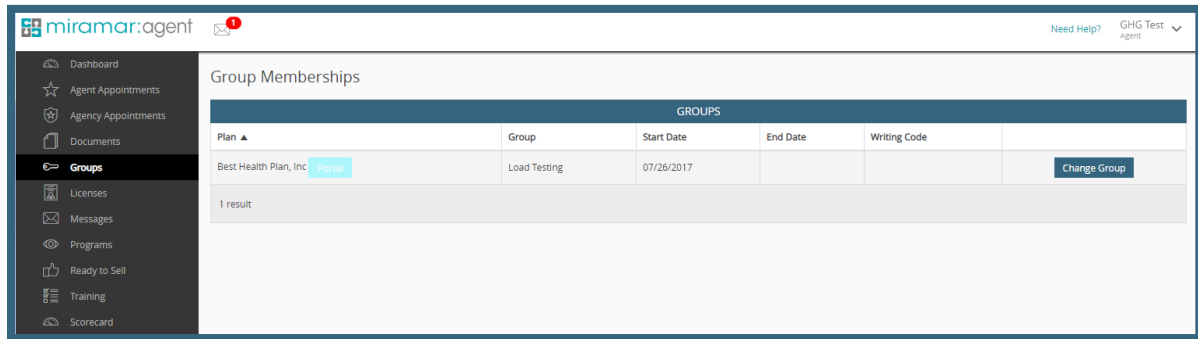 miramar:agent
1
Need Help?
GHG Test
Agent
Dashboard
Agent Appointments
Agency Appointments
Documents
Groups
Licenses
Messages
Programs
Ready to Sell
Training
Scorecard
Group Memberships
GROUPS
Plan ▲ Group Start Date End Date Writing Code
Best Health Plan, Inc Portal Load Testing 07/26/2017 Change Group
1 result